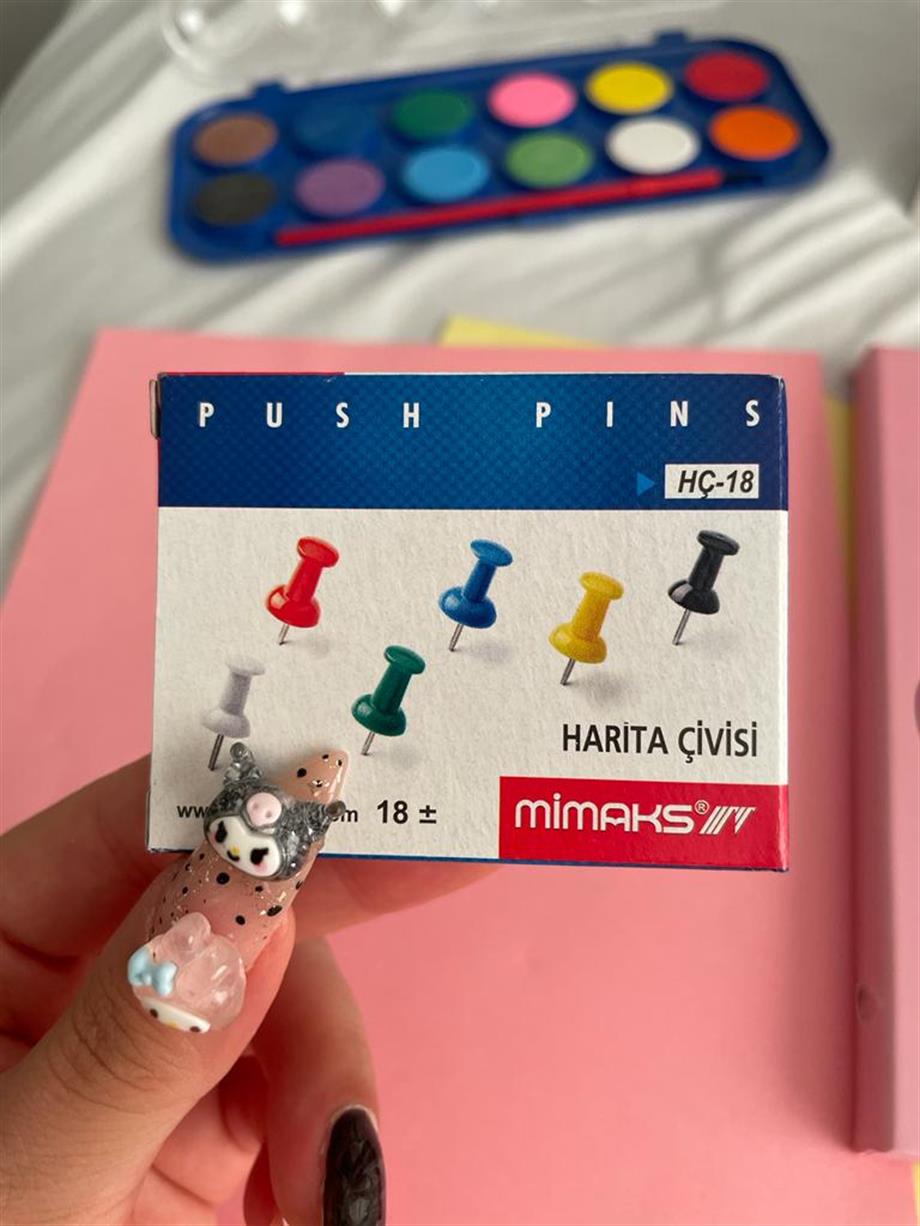 PUSH PINS
HÇ-18
HARİTA ÇİVİSİ
18 ±
mimaks®